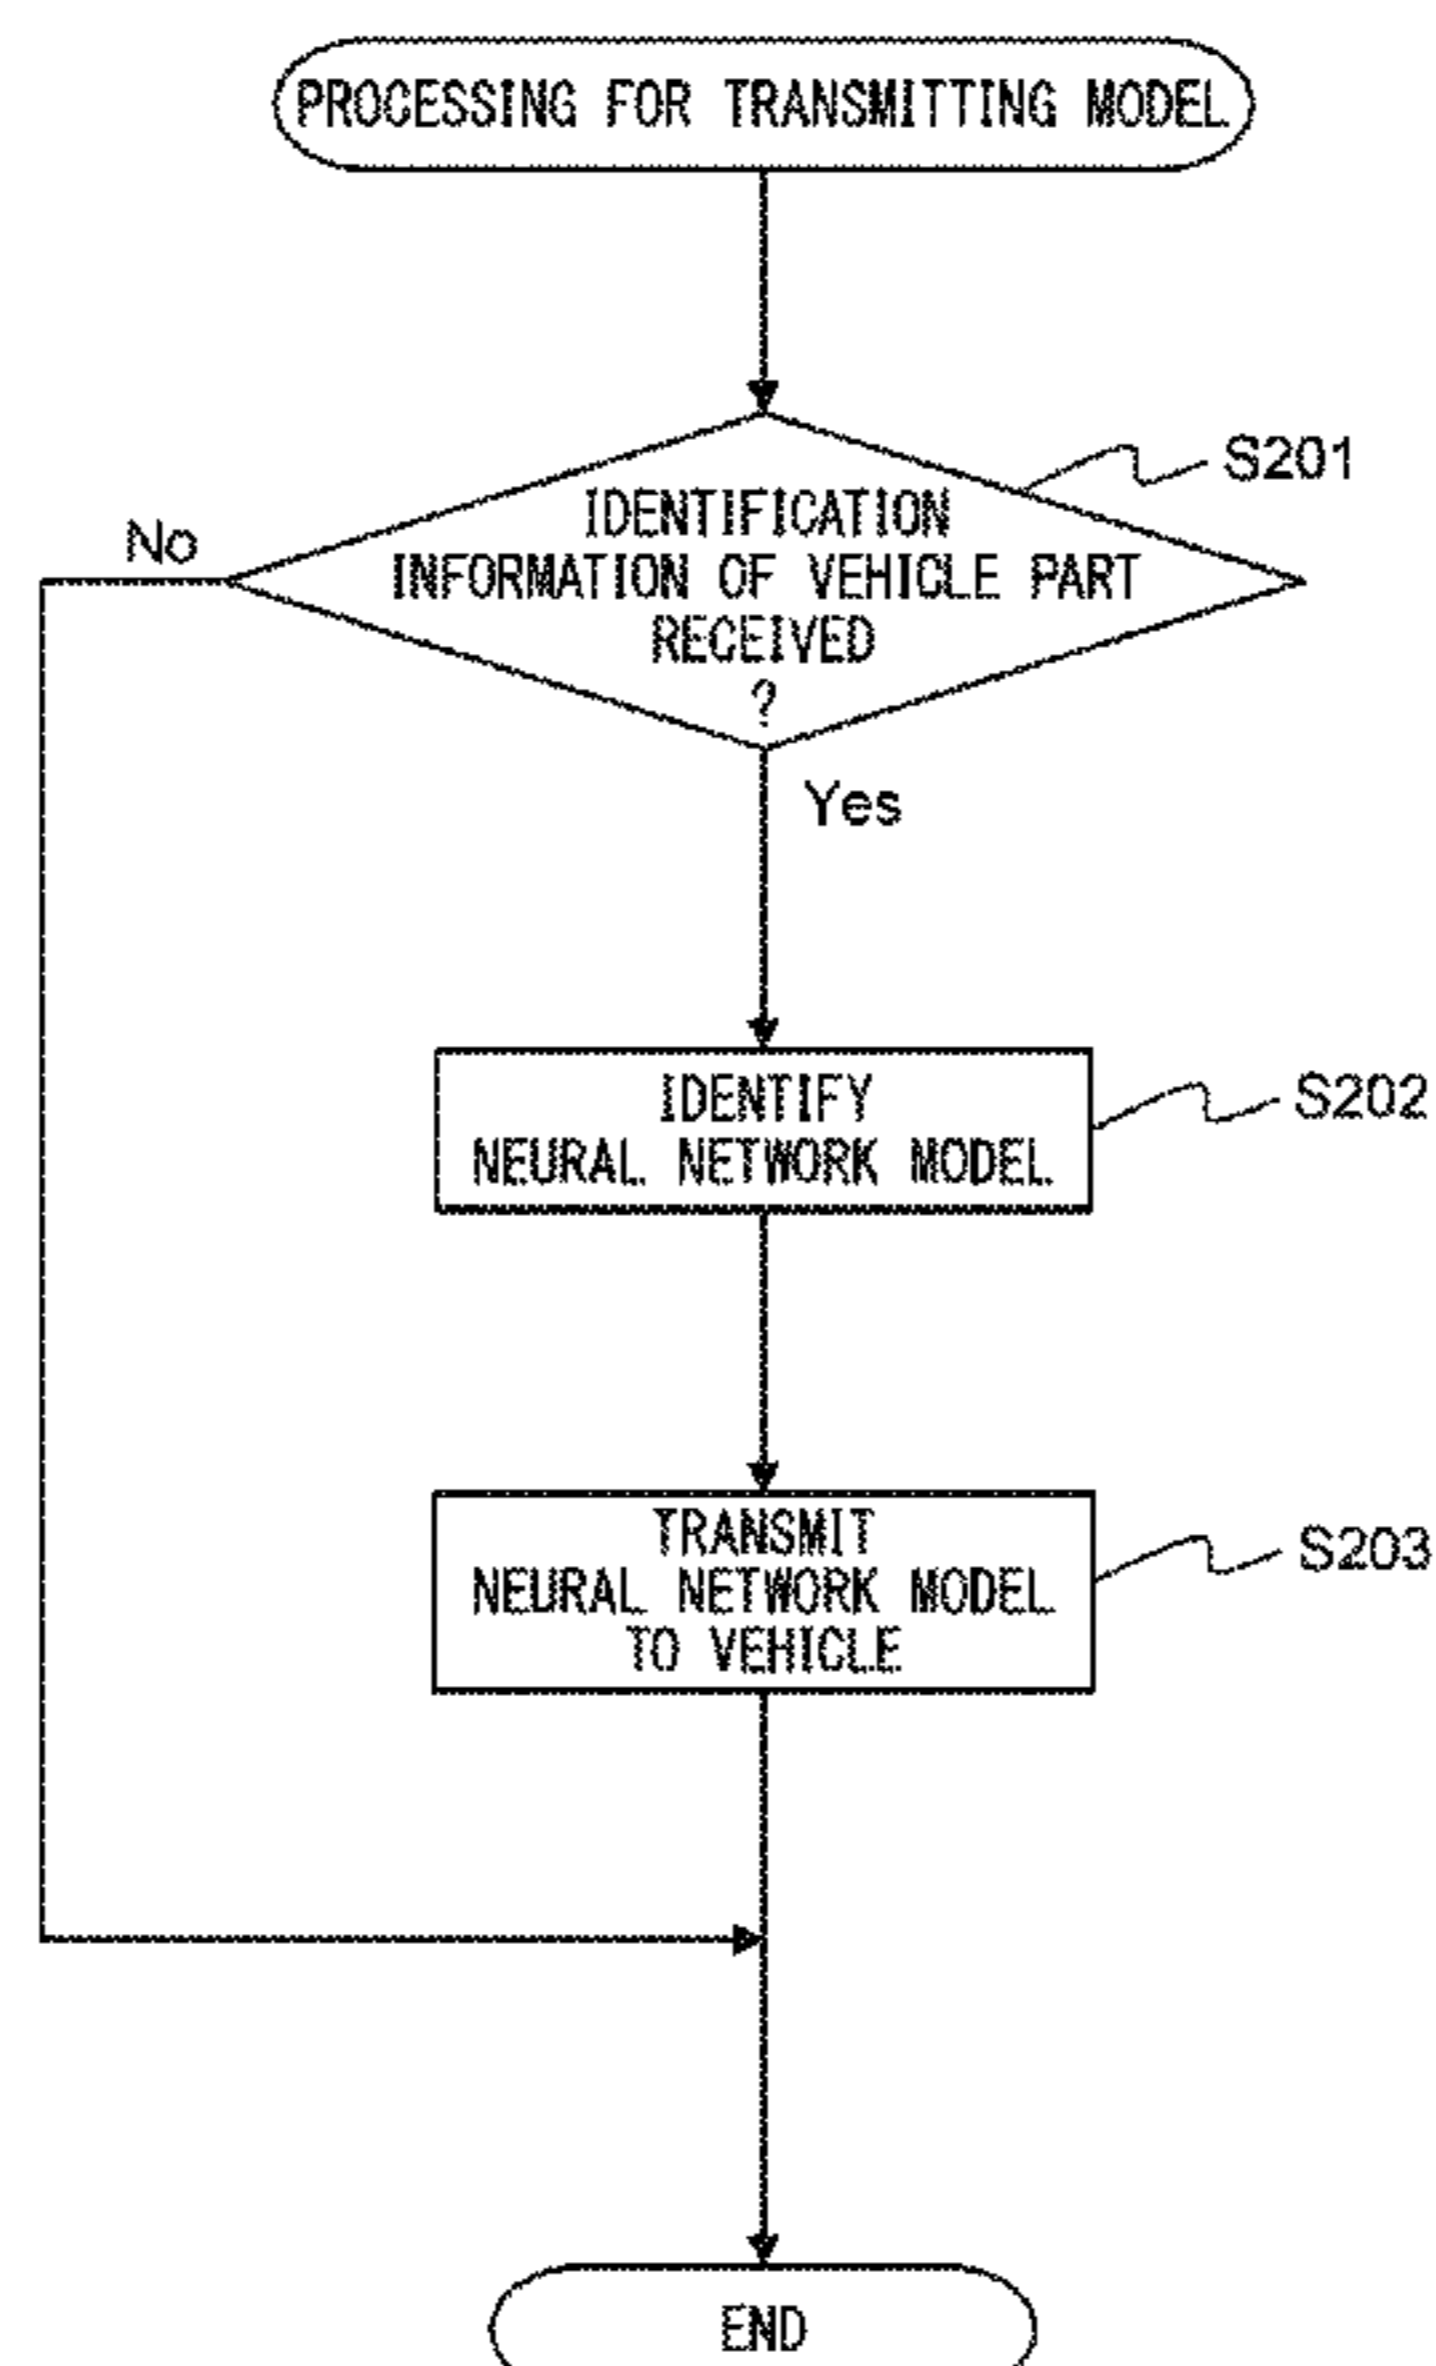 PROCESSING FOR TRANSMITTING MODEL
S201
IDENTIFICATION
INFORMATION OF VEHICLE PART
RECEIVED
?
No
Yes
IDENTIFY
NEURAL NETWORK MODEL
S202
TRANSMIT
NEURAL NETWORK MODEL
TO VEHICLE
S203
END